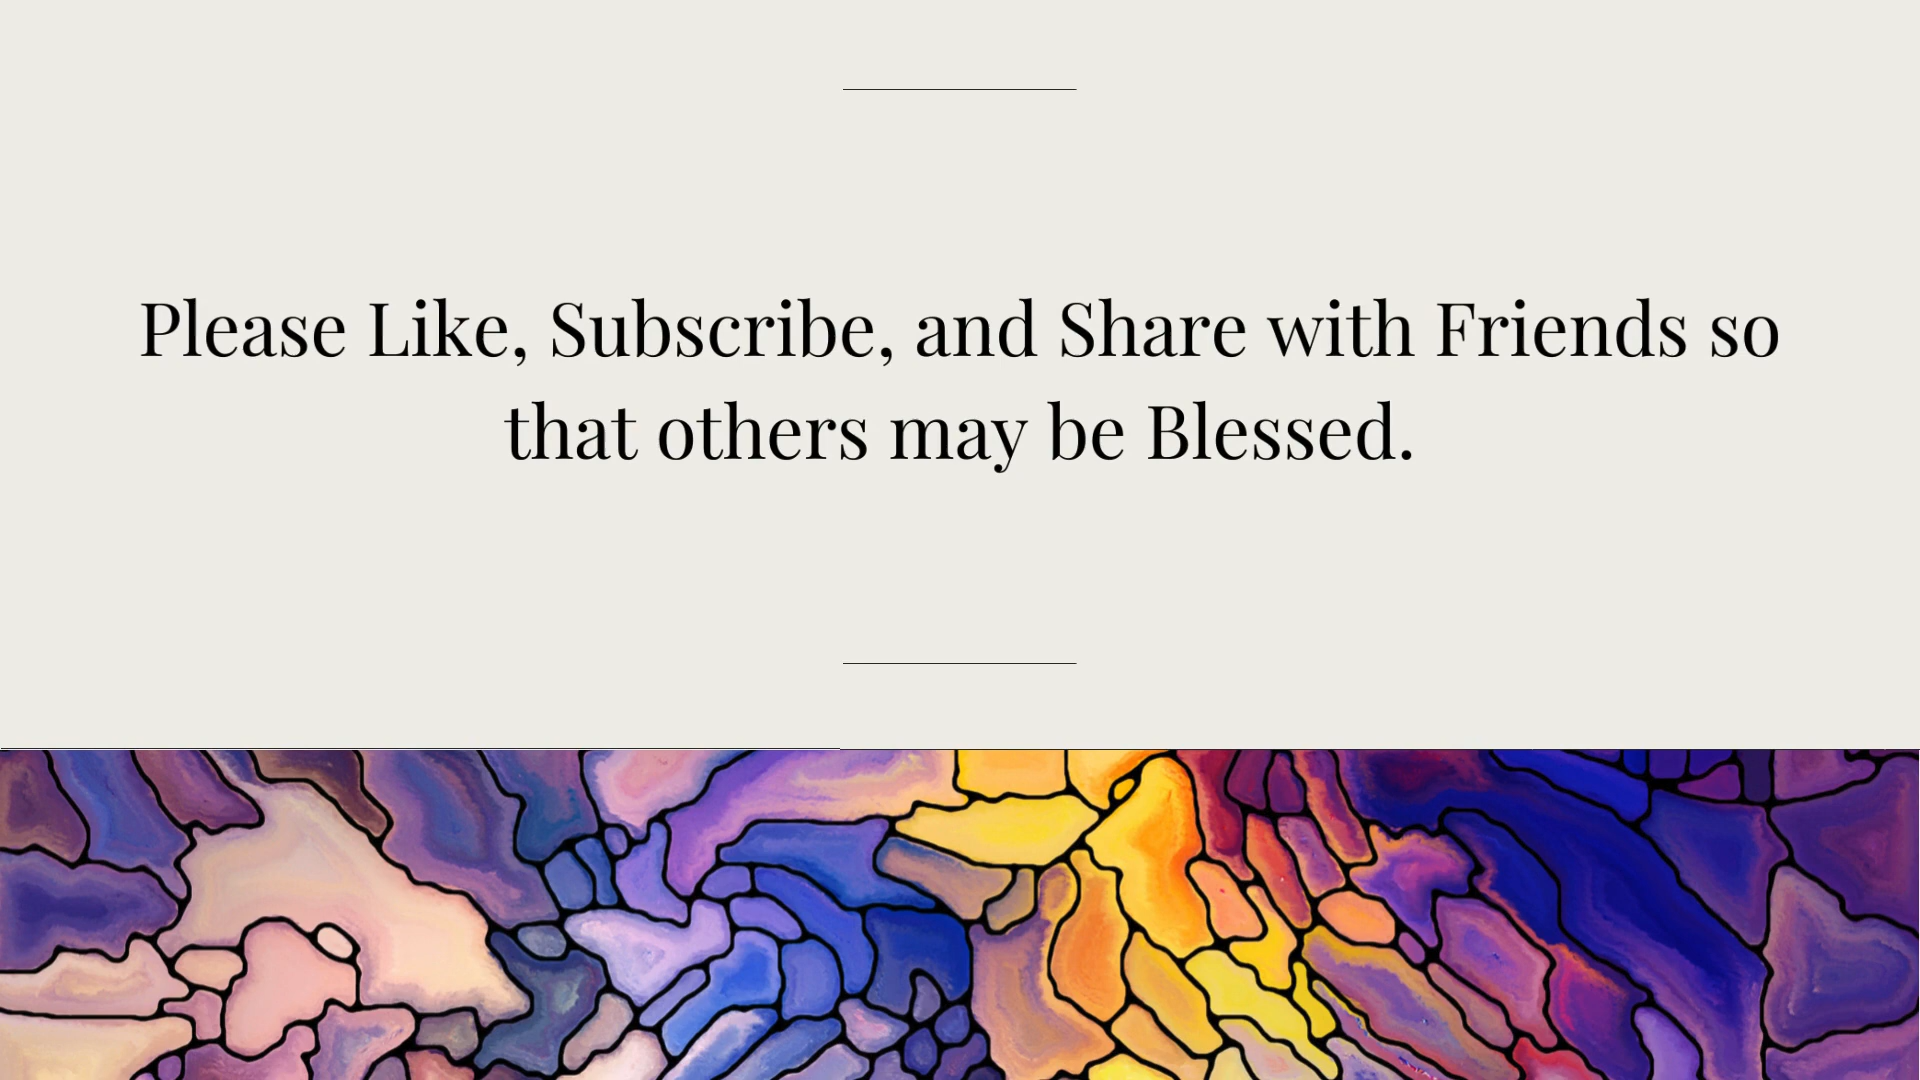 Please Like, Subscribe, and Share with Friends so
that others may be Blessed.